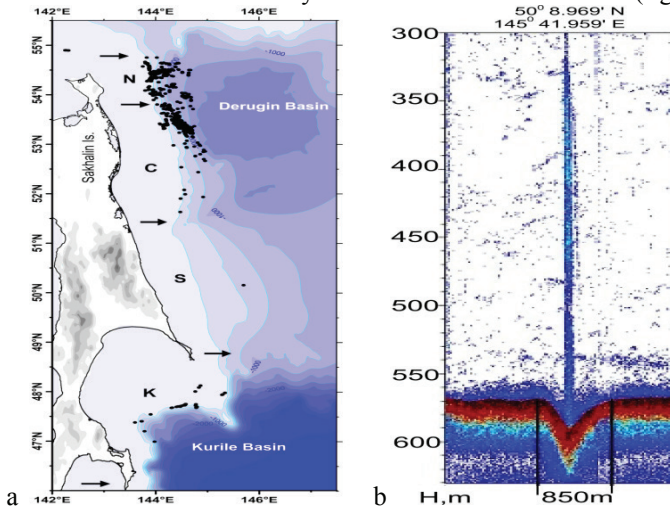 142°E 144°E 146°E
55°N
N
54°N
Derugin Basin
53°N
Sakhalin Is.
C
52°N
51°N
S
50°N
49°N
K
48°N
47°N
Kurile Basin
142°E 144°E 146°E
-1000
a
50° 8.969' N
145° 41.959' E
300
350
400
450
500
550
600
H,m 850m
b